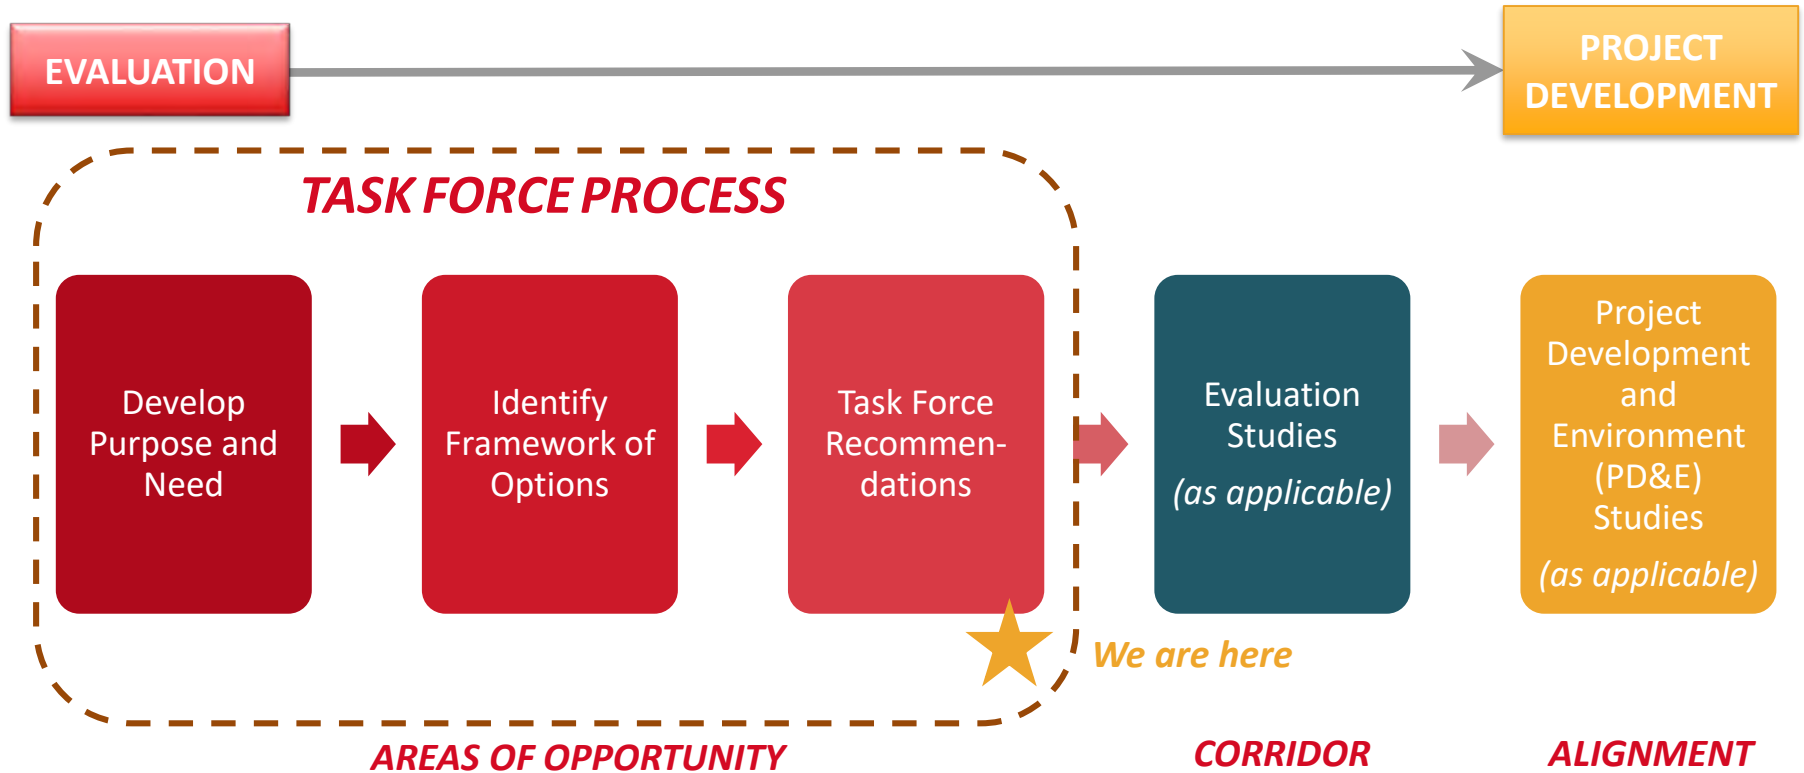 EVALUATION
PROJECT
DEVELOPMENT
TASK FORCE PROCESS
Develop
Purpose and
Need
Identify
Framework of
Options
Task Force
Recommen-
dations
Evaluation
Studies
(as applicable)
Project
Development
and
Environment
(PD&E)
Studies
(as applicable)
We are here
AREAS OF OPPORTUNITY
CORRIDOR
ALIGNMENT